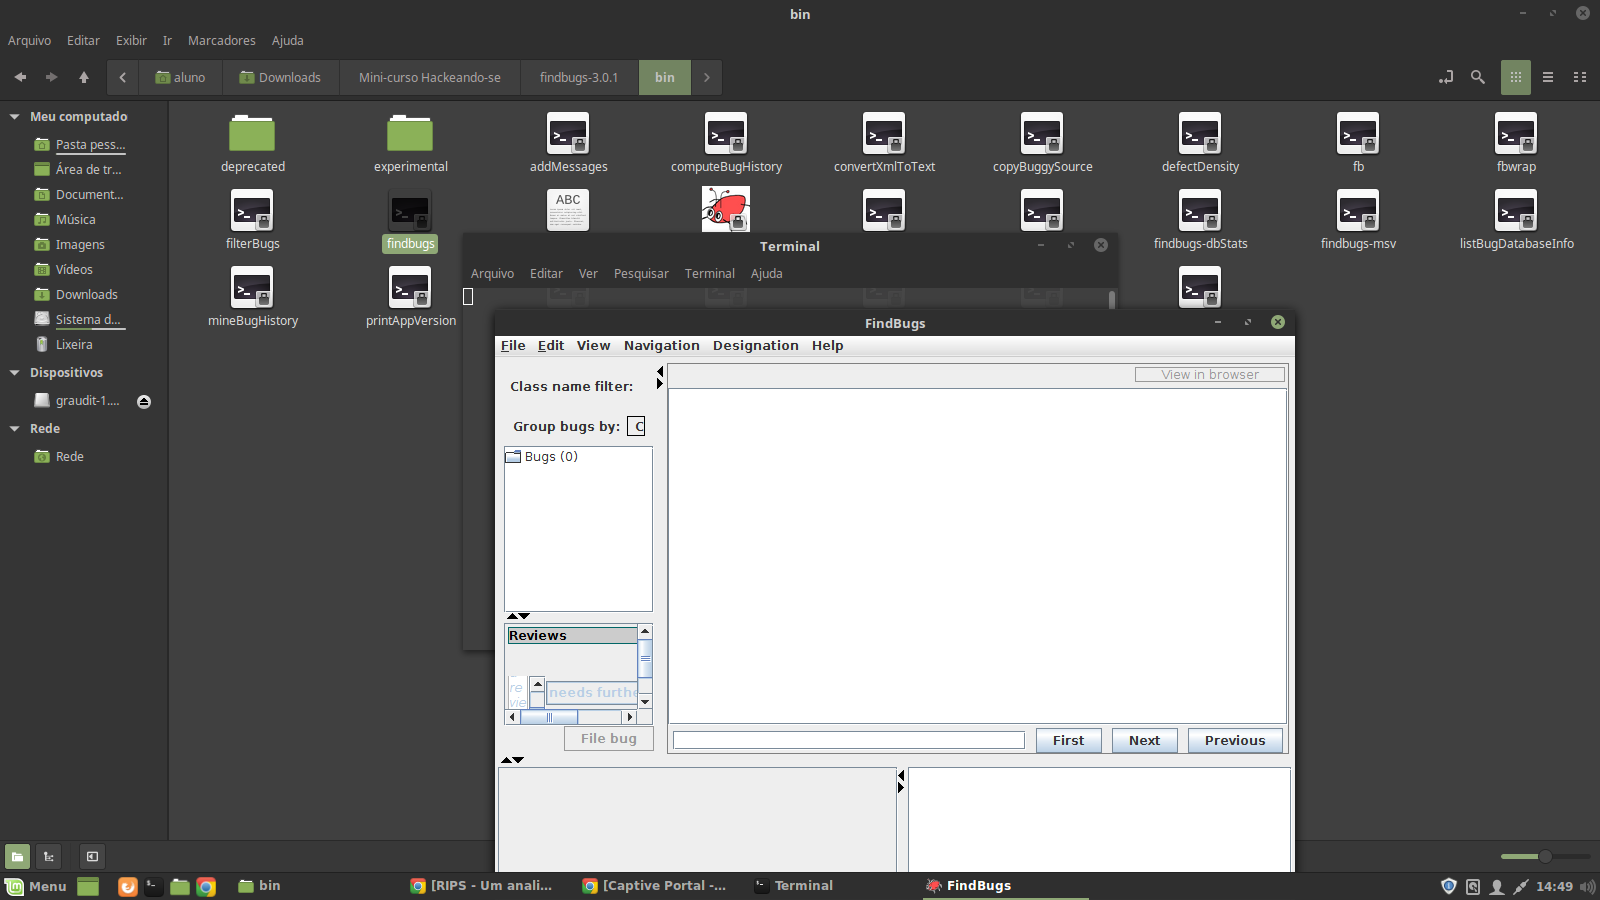 bin
Arquivo Editar Exibir Ir Marcadores Ajuda
aluno Downloads Mini-curso Hackeando-se findbugs-3.0.1 bin
Meu computado
Pasta pess...
Área de tr...
Document...
Música
Imagens
Vídeos
Downloads
Sistema d...
Lixeira
Dispositivos
graudit-1....
Rede
Rede
deprecated experimental addMessages computeBugHistory convertXmlToText copyBuggySource defectDensity fb fbwrap
ABC
filterBugs findbugs findbugs-dbStats findbugs-msv listBugDatabaseInfo
mineBugHistory printAppVersion
Terminal
Arquivo Editar Ver Pesquisar Terminal Ajuda
FindBugs
File Edit View Navigation Designation Help
Class name filter:
View in browser
Group bugs by: C
Bugs (0)
Reviews
re
vie
needs furthe
File bug
First Next Previous
Menu bin [RIPS - Um anali... [Captive Portal -... Terminal FindBugs 14:49